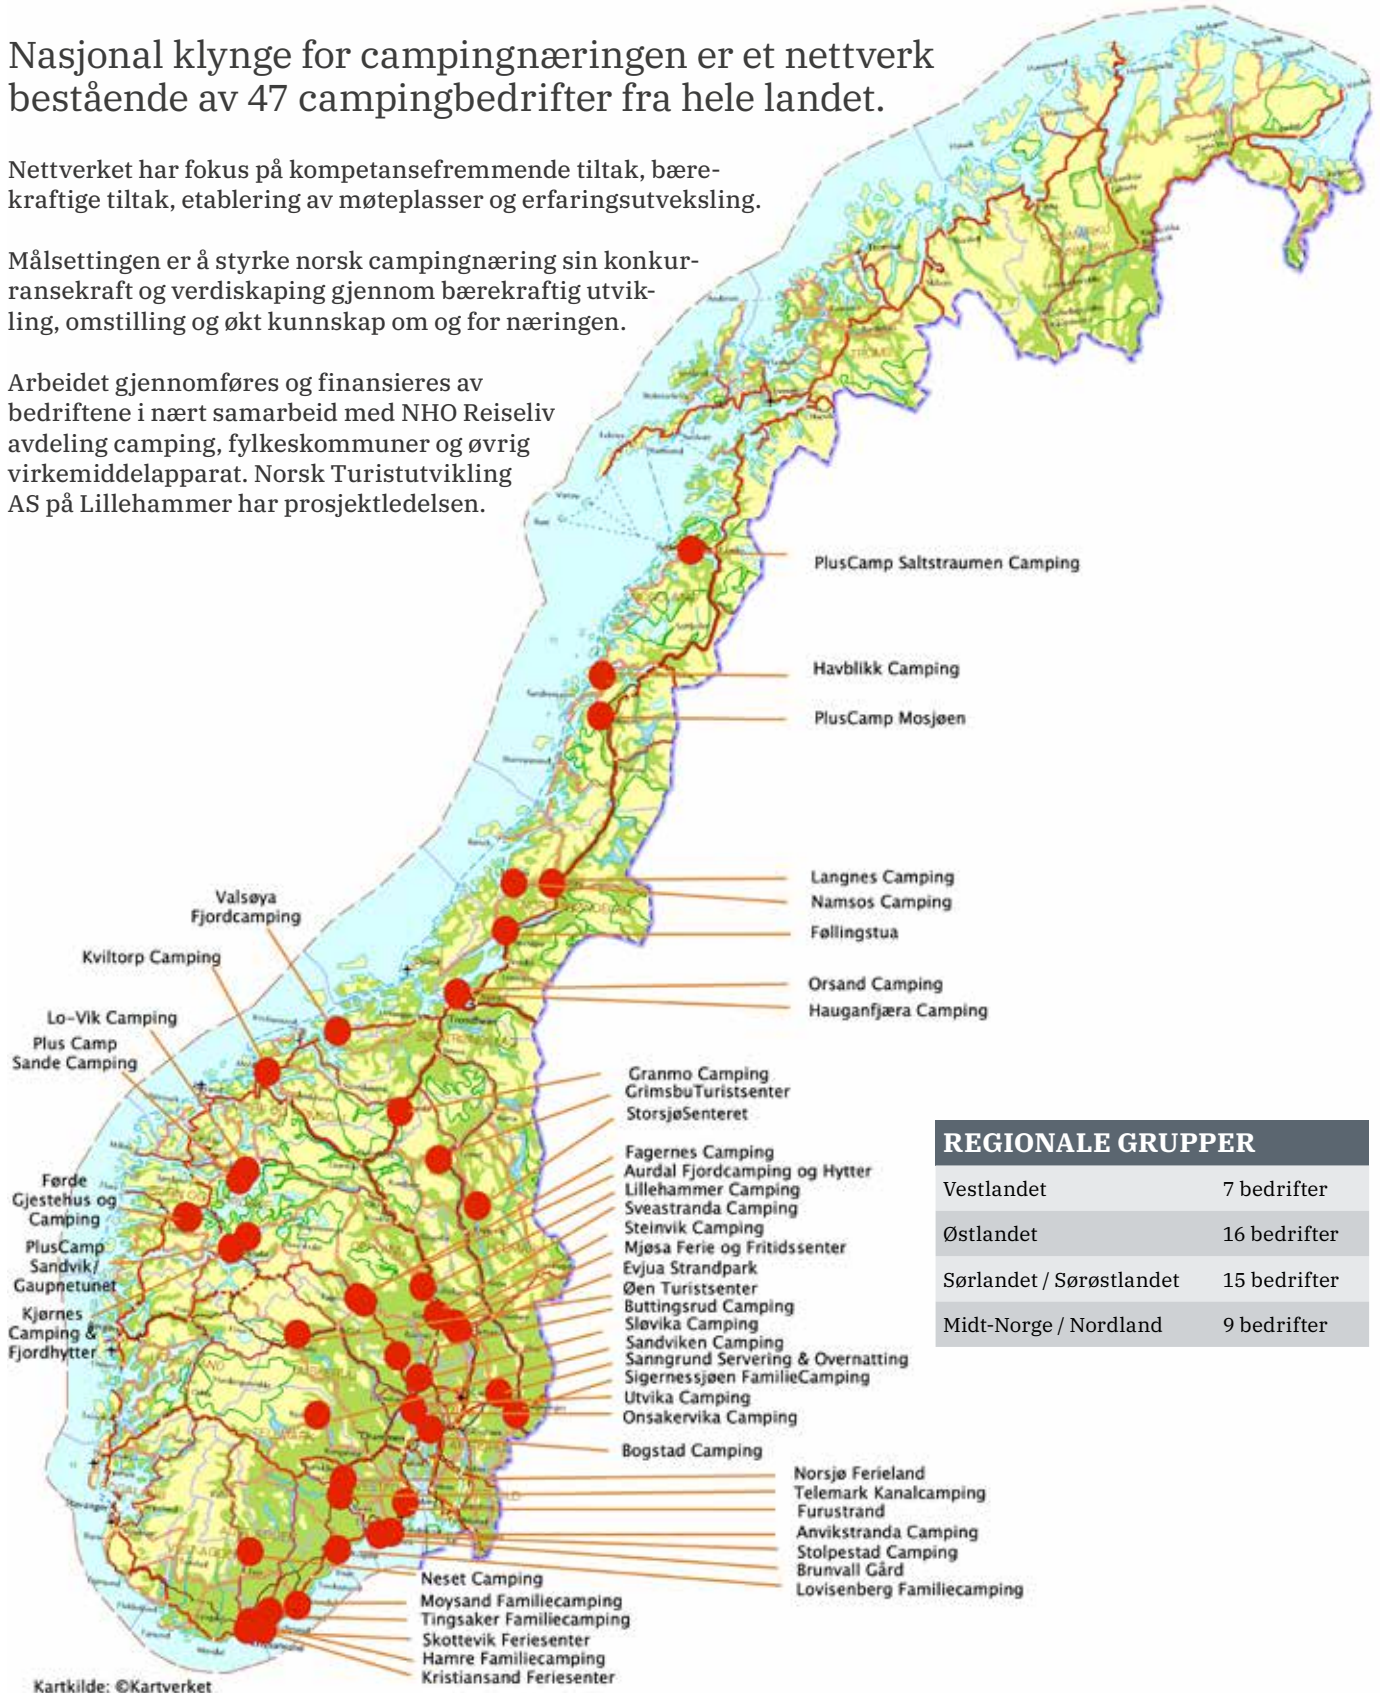 Nasjonal klynge for campingnæringen er et nettverk
bestående av 47 campingbedrifter fra hele landet.
Nettverket har fokus på kompetansefremmende tiltak, bære-
kraftige tiltak, etablering av møteplasser og erfaringsutveksling.
Målsettingen er å styrke norsk campingnæring sin konkur-
ransekraft og verdiskaping gjennom bærekraftig utvik-
ling, omstilling og økt kunnskap om og for næringen.
Arbeidet gjennomføres og finansieres av
bedriftene i nært samarbeid med NHO Reiseliv
avdeling camping, fylkeskommuner og øvrig
virkemiddelapparat. Norsk Turistutvikling
AS på Lillehammer har prosjektledelsen.
PlusCamp Saltstraumen Camping
Havblikk Camping
PlusCamp Mosjøen
Langnes Camping
Namsos Camping
Føllingstua
Orsand Camping
Hauganfjæra Camping
Valsøya
Fjordcamping
Kviltorp Camping
Lo-Vik Camping
Plus Camp
Sande Camping
Førde
Gjestehus og
Camping
PlusCamp
Sandvik/
Gaupnetunet
Kjørnes
Camping &
Fjordhytter
Trondheim
Granmo Camping
GrimsbuTuristsenter
StorsjøSenteret
Fagernes Camping
Aurdal Fjordcamping og Hytter
Lillehammer Camping
Sveastranda Camping
Steinvik Camping
Mjøsa Ferie og Fritidssenter
Evjua Strandpark
Øen Turistsenter
Buttingsrud Camping
Sløvika Camping
Sandviken Camping
Sanngrund Servering & Overnatting
Sigernessjøen FamilieCamping
Utvika Camping
Onsakervika Camping
Bogstad Camping
Norsjø Ferieland
Telemark Kanalcamping
Furustrand
Anvikstranda Camping
Stolpestad Camping
Brunvall Gård
Lovisenberg Familiecamping
Neset Camping
Moysand Familiecamping
Tingsaker Familiecamping
Skottevik Feriesenter
Hamre Familiecamping
Kristiansand Feriesenter
REGIONALE GRUPPER
Vestlandet 7 bedrifter
Østlandet 16 bedrifter
Sørlandet / Sørøstlandet 15 bedrifter
Midt-Norge / Nordland 9 bedrifter
Kartkilde: ©Kartverket